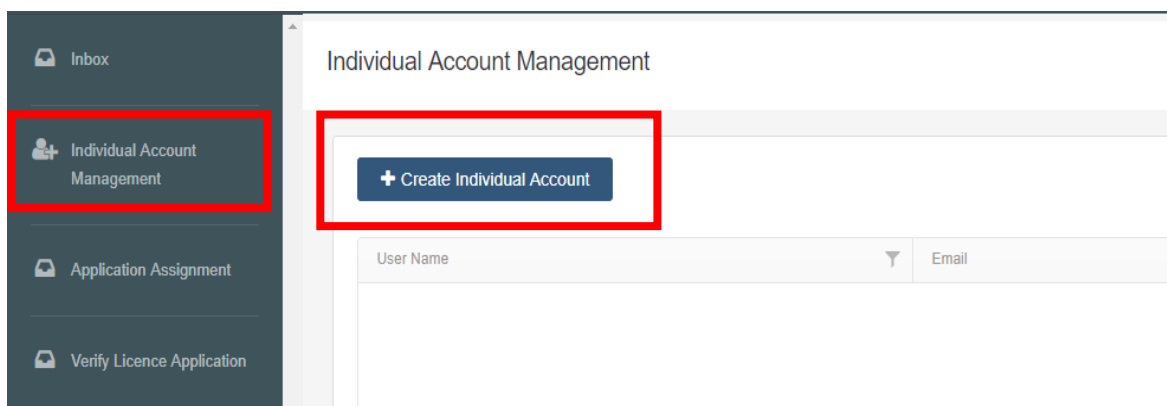 Inbox
Individual Account
Management
Application Assignment
Verify Licence Application
Individual Account Management
+ Create Individual Account
User Name
Email